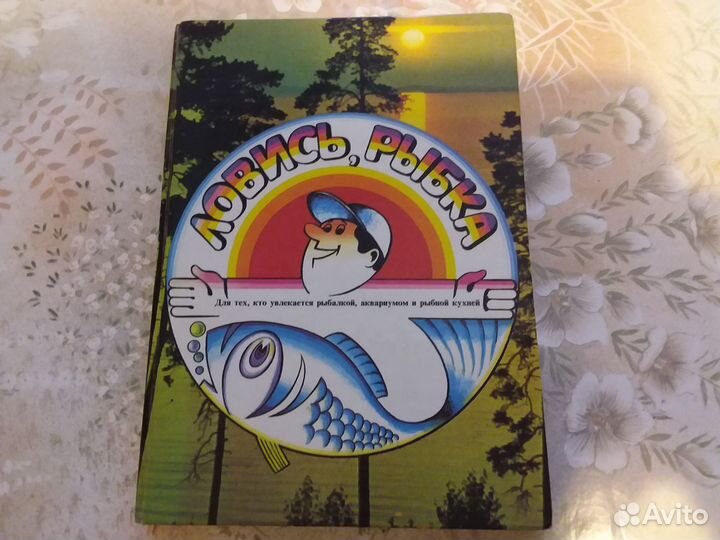 ЛОВИСЬ, РЫБКА
Для тех, кто увлекается рыбалкой, аквариумом и рыбной кухней
Avito